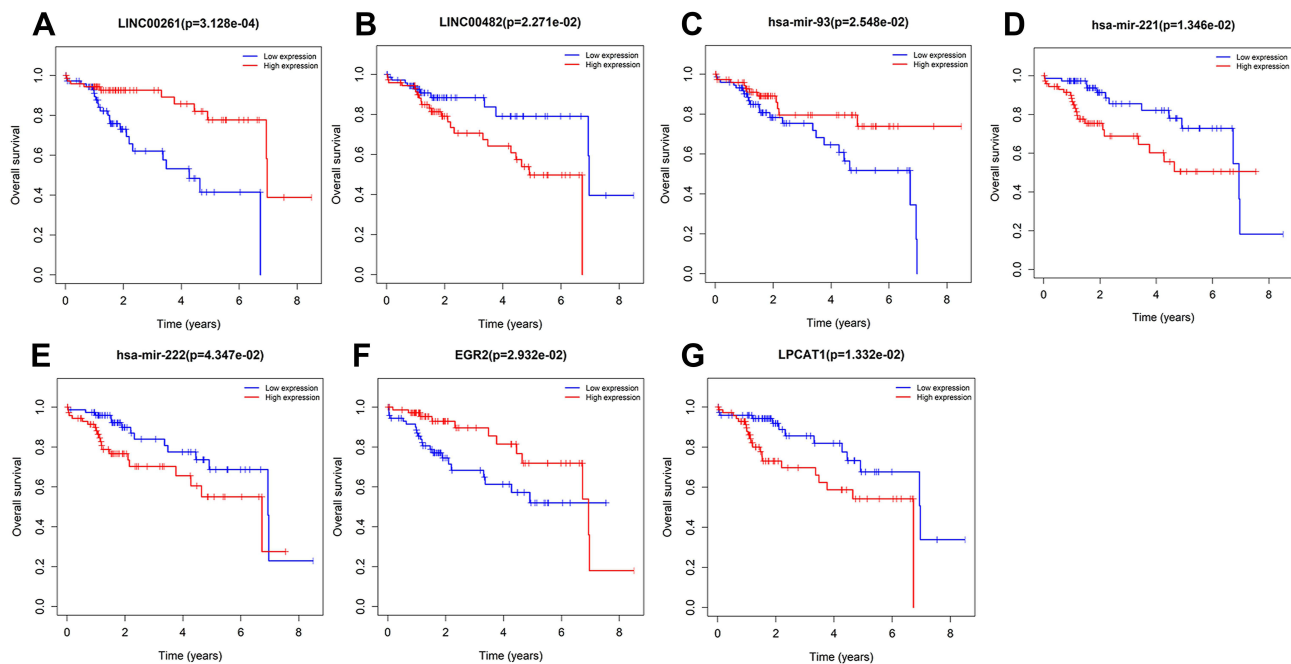 A
LINC00261(p=3.128e-04)
Low expression
High expression
Overall survival
1.0
0.8
0.6
0.4
0.2
0.0
0 2 4 6 8
Time (years)
B
LINC00482(p=2.271e-02)
Low expression
High expression
Overall survival
1.0
0.8
0.6
0.4
0.2
0.0
0 2 4 6 8
Time (years)
C
hsa-mir-93(p=2.548e-02)
Low expression
High expression
Overall survival
1.0
0.8
0.6
0.4
0.2
0.0
0 2 4 6 8
Time (years)
D
hsa-mir-221(p=1.346e-02)
Low expression
High expression
Overall survival
1.0
0.8
0.6
0.4
0.2
0.0
0 2 4 6 8
Time (years)
E
hsa-mir-222(p=4.347e-02)
Low expression
High expression
Overall survival
1.0
0.8
0.6
0.4
0.2
0.0
0 2 4 6 8
Time (years)
F
EGR2(p=2.932e-02)
Low expression
High expression
Overall survival
1.0
0.8
0.6
0.4
0.2
0.0
0 2 4 6 8
Time (years)
G
LPCAT1(p=1.332e-02)
Low expression
High expression
Overall survival
1.0
0.8
0.6
0.4
0.2
0.0
0 2 4 6 8
Time (years)